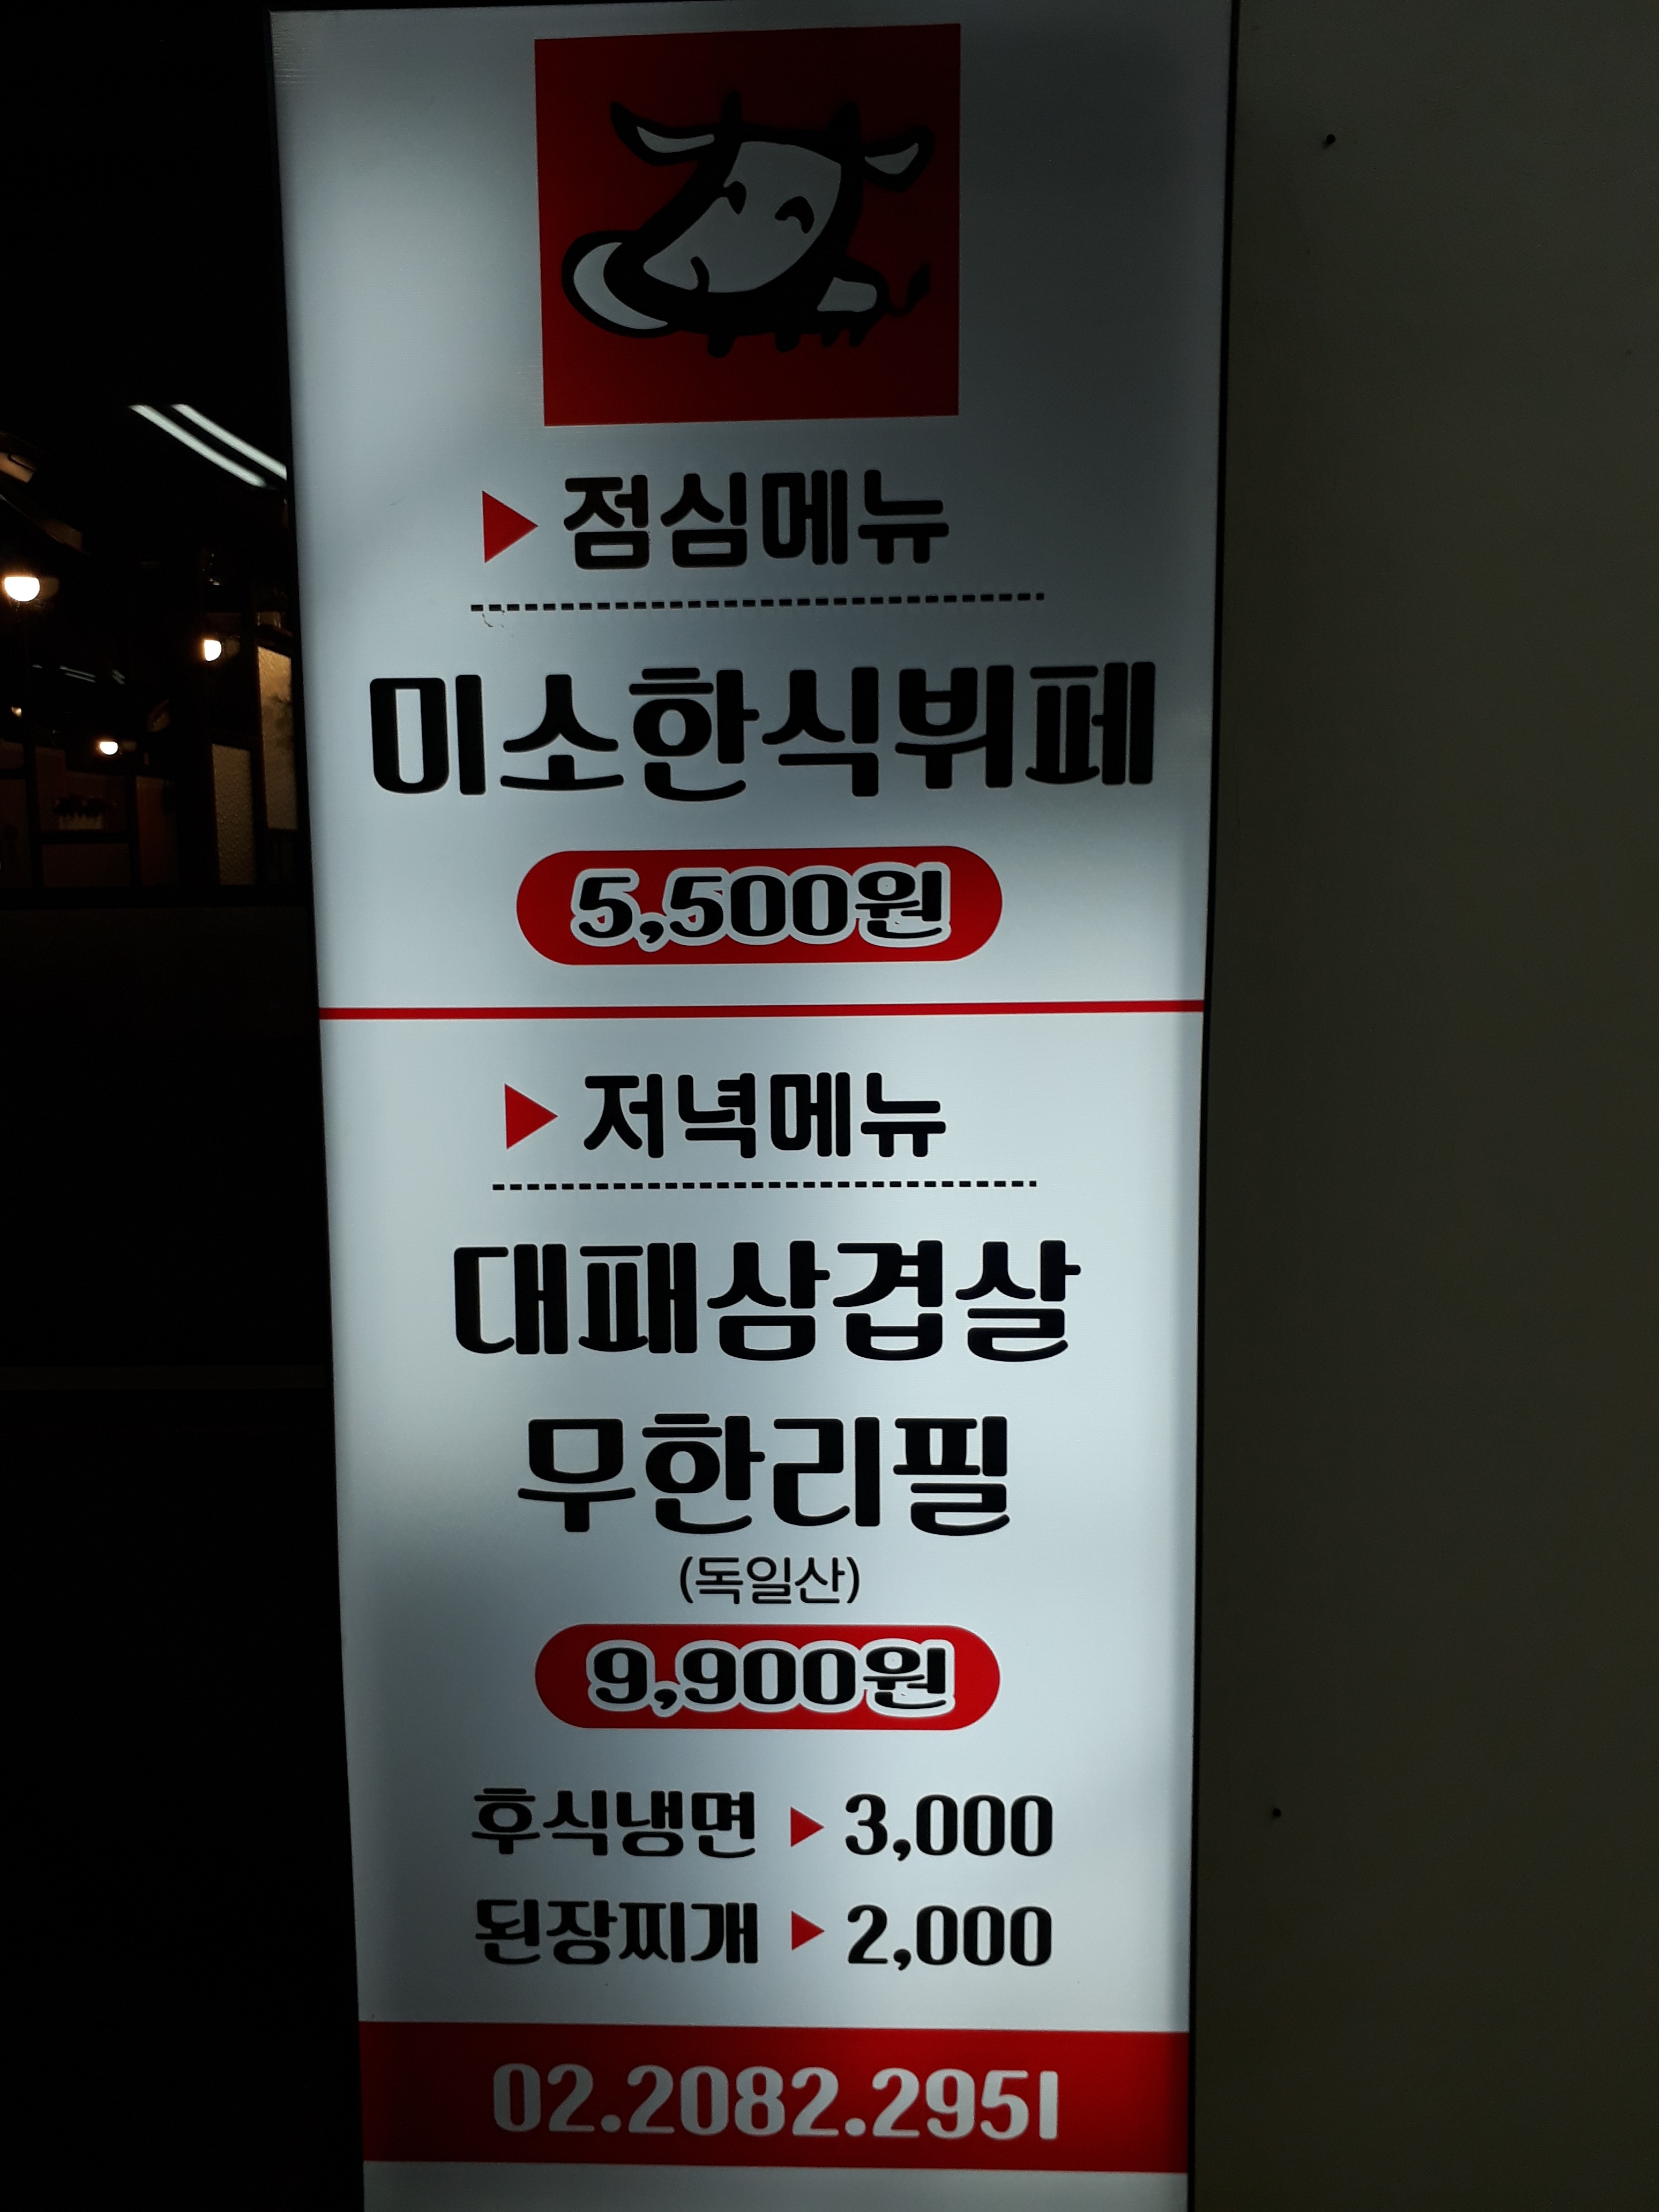 ▶ 점심메뉴
미소한식뷔페
5,500원
▶ 저녁메뉴
대패삼겹살
무한리필
(독일산)
9,900원
후식냉면 ▶ 3,000
된장찌개 ▶ 2,000
02.2082.2951